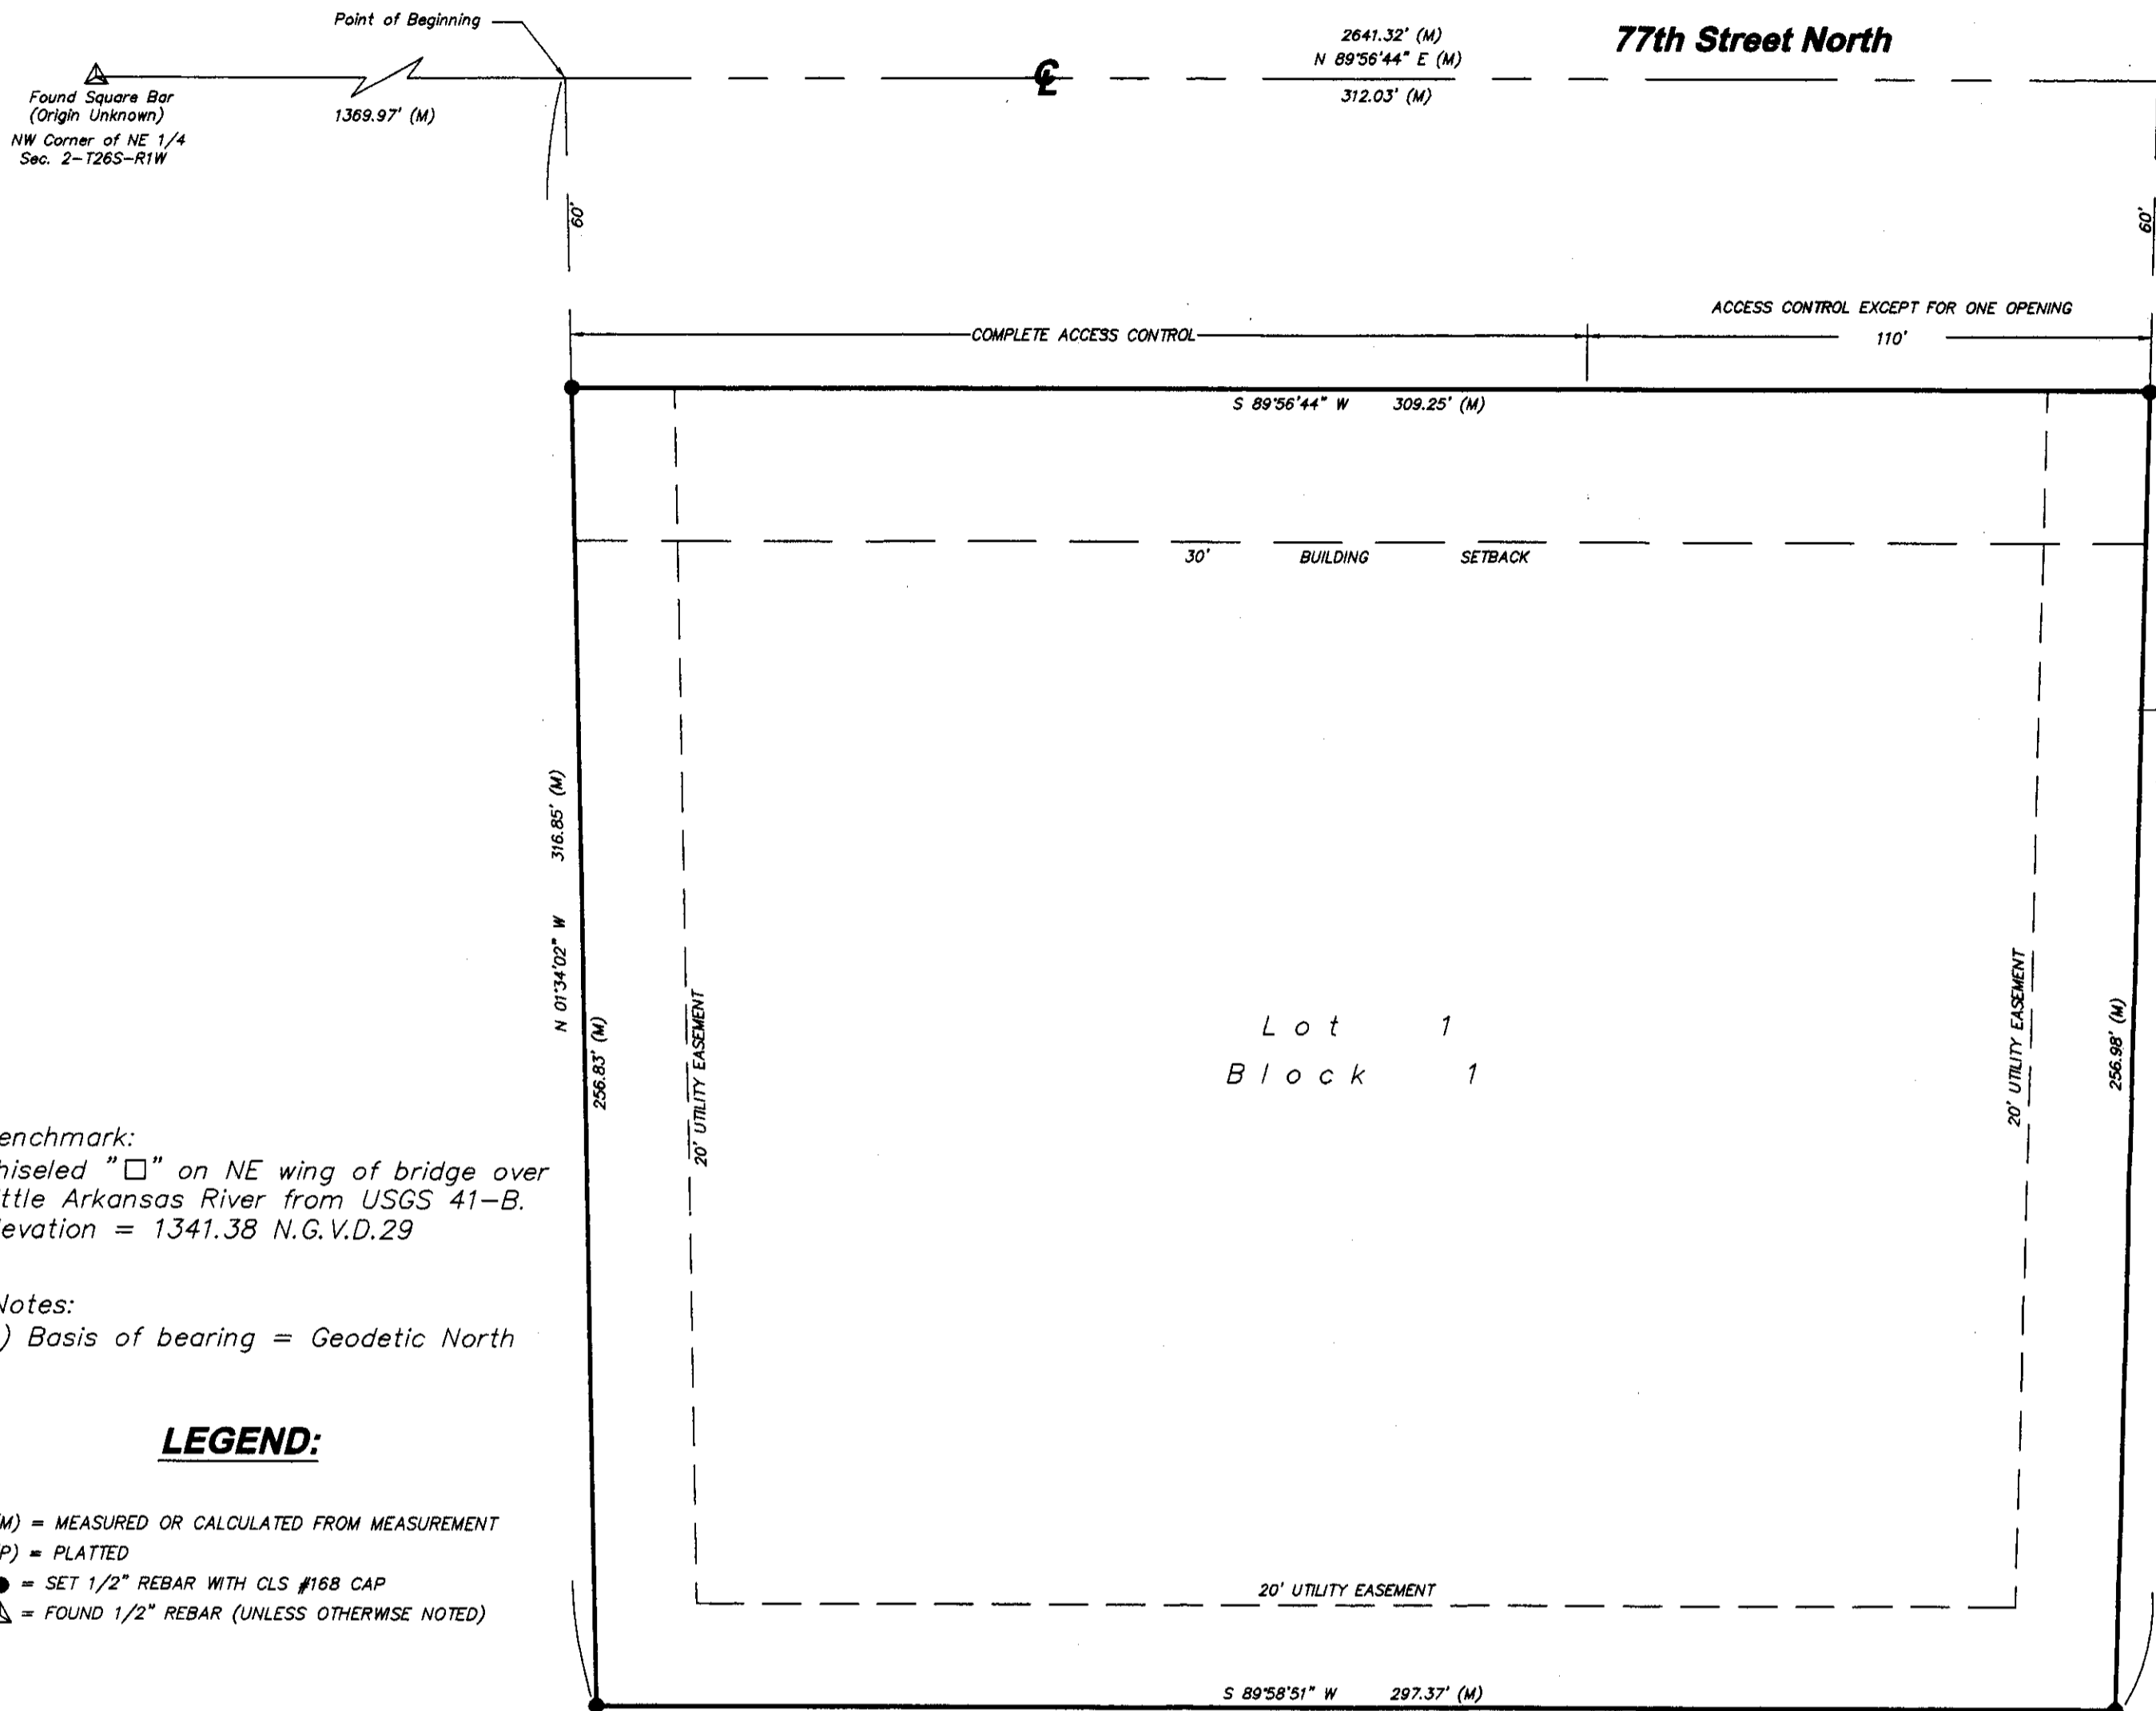 Point of Beginning
2641.32' (M)
77th Street North
N 89°56'44" E (M)
312.03' (M)
1369.97' (M)
Found Square Bar
(Origin Unknown)
NW Corner of NE 1/4
Sec. 2-T26S-R1W
60'
60'
ACCESS CONTROL EXCEPT FOR ONE OPENING
COMPLETE ACCESS CONTROL
110'
S 89°56'44" W 309.25' (M)
30' BUILDING SETBACK
N 01°34'02" W 316.85' (M)
256.83' (M)
20' UTILITY EASEMENT
Lot 1
Block 1
20' UTILITY EASEMENT
256.98' (M)
enchmark:
hiseled "□" on NE wing of bridge over
ttle Arkansas River from USGS 41-B.
levation = 1341.38 N.G.V.D.29
Notes:
) Basis of bearing = Geodetic North
LEGEND:
M) = MEASURED OR CALCULATED FROM MEASUREMENT
P) = PLATTED
= SET 1/2" REBAR WITH CLS #168 CAP
= FOUND 1/2" REBAR (UNLESS OTHERWISE NOTED)
20' UTILITY EASEMENT
S 89°58'51" W 297.37' (M)